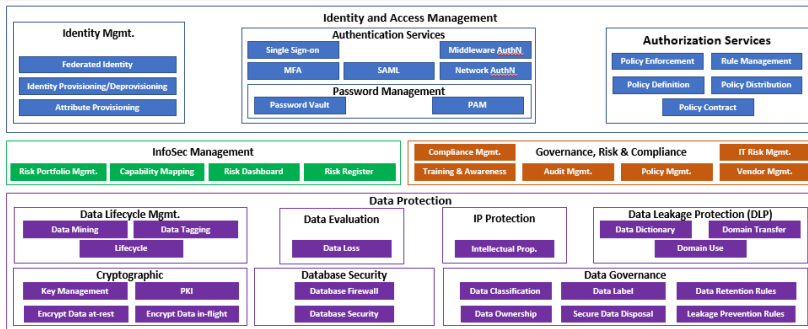 Identity and Access Management
Identity Mgmt.
Federated Identity
Identity Provisioning/Deprovisioning
Attribute Provisioning
Authentication Services
Single Sign-on
Middleware AuthN
MFA
SAML
Network AuthN
Password Management
Password Vault
PAM
Authorization Services
Policy Enforcement
Rule Management
Policy Definition
Policy Distribution
Policy Contract
InfoSec Management
Risk Portfolio Mgmt.
Capability Mapping
Risk Dashboard
Risk Register
Compliance Mgmt.
Governance, Risk & Compliance
IT Risk Mgmt.
Training & Awareness
Audit Mgmt.
Policy Mgmt.
Vendor Mgmt.
Data Protection
Data Lifecycle Mgmt.
Data Mining
Data Tagging
Lifecycle
Data Evaluation
Data Loss
IP Protection
Intellectual Prop.
Data Leakage Protection (DLP)
Data Dictionary
Domain Transfer
Domain Use
Cryptographic
Key Management
PKI
Encrypt Data at-rest
Encrypt Data in-flight
Database Security
Database Firewall
Database Security
Data Governance
Data Classification
Data Label
Data Retention Rules
Data Ownership
Secure Data Disposal
Leakage Prevention Rules